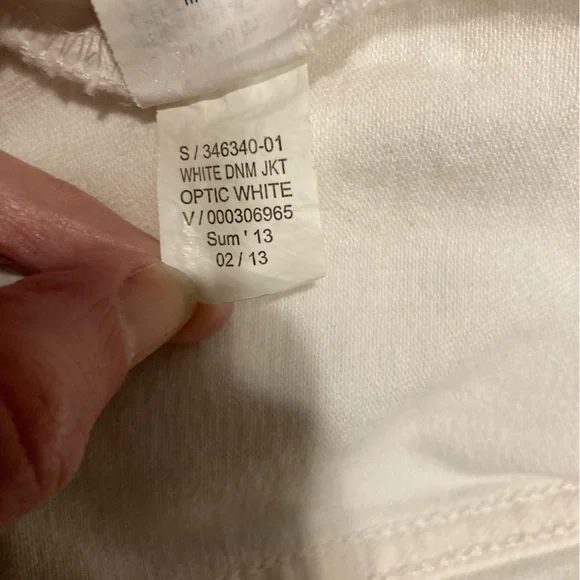 S / 346340-01
WHITE DNM JKT
OPTIC WHITE
V / 000306965
Sum ' 13
02 / 13